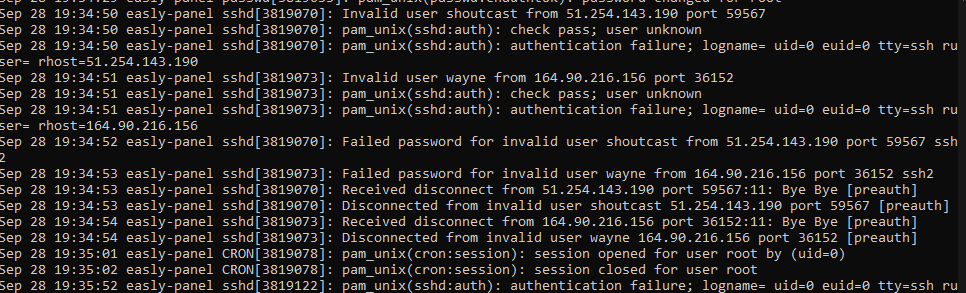 Sep 28 19:34:50 easly-panel sshd[3819070]: Invalid user shoutcast from 51.254.143.190 port 59567
Sep 28 19:34:50 easly-panel sshd[3819070]: pam_unix(sshd:auth): check pass; user unknown
Sep 28 19:34:50 easly-panel sshd[3819070]: pam_unix(sshd:auth): authentication failure; logname= uid=0 euid=0 tty=ssh ru
ser= rhost=51.254.143.190
Sep 28 19:34:51 easly-panel sshd[3819073]: Invalid user wayne from 164.90.216.156 port 36152
Sep 28 19:34:51 easly-panel sshd[3819073]: pam_unix(sshd:auth): check pass; user unknown
Sep 28 19:34:51 easly-panel sshd[3819073]: pam_unix(sshd:auth): authentication failure; logname= uid=0 euid=0 tty=ssh ru
ser= rhost=164.90.216.156
Sep 28 19:34:52 easly-panel sshd[3819070]: Failed password for invalid user shoutcast from 51.254.143.190 port 59567 ssh
2
Sep 28 19:34:53 easly-panel sshd[3819073]: Failed password for invalid user wayne from 164.90.216.156 port 36152 ssh2
Sep 28 19:34:53 easly-panel sshd[3819070]: Received disconnect from 51.254.143.190 port 59567:11: Bye Bye [preauth]
Sep 28 19:34:53 easly-panel sshd[3819070]: Disconnected from invalid user shoutcast 51.254.143.190 port 59567 [preauth]
Sep 28 19:34:54 easly-panel sshd[3819073]: Received disconnect from 164.90.216.156 port 36152:11: Bye Bye [preauth]
Sep 28 19:34:54 easly-panel sshd[3819073]: Disconnected from invalid user wayne 164.90.216.156 port 36152 [preauth]
Sep 28 19:35:01 easly-panel CRON[3819078]: pam_unix(cron:session): session opened for user root by (uid=0)
Sep 28 19:35:02 easly-panel CRON[3819078]: pam_unix(cron:session): session closed for user root
Sep 28 19:35:52 easly-panel sshd[3819122]: pam_unix(sshd:auth): authentication failure; logname= uid=0 euid=0 tty=ssh ru